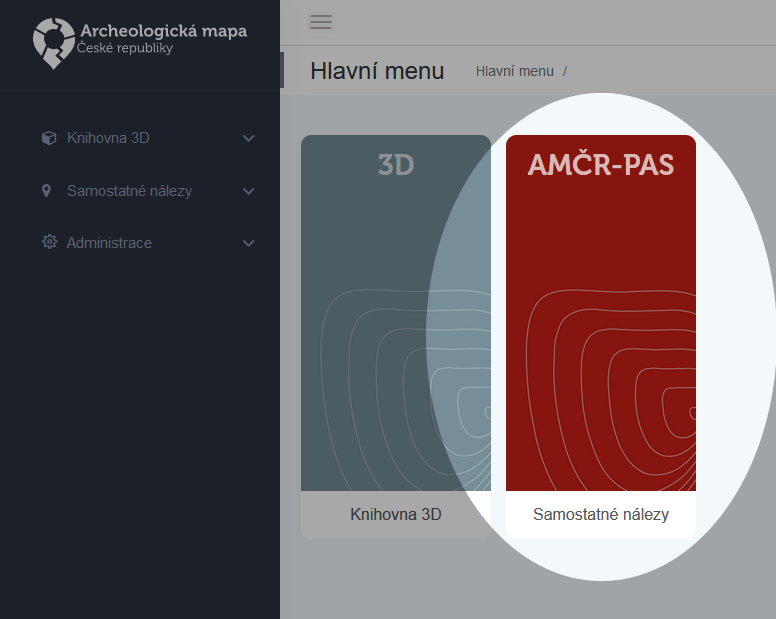 Archeologická mapa
České republiky
Hlavní menu
Hlavní menu /
Knihovna 3D
Samostatné nálezy
Administrace
3D
Knihovna 3D
AMČR-PAS
Samostatné nálezy